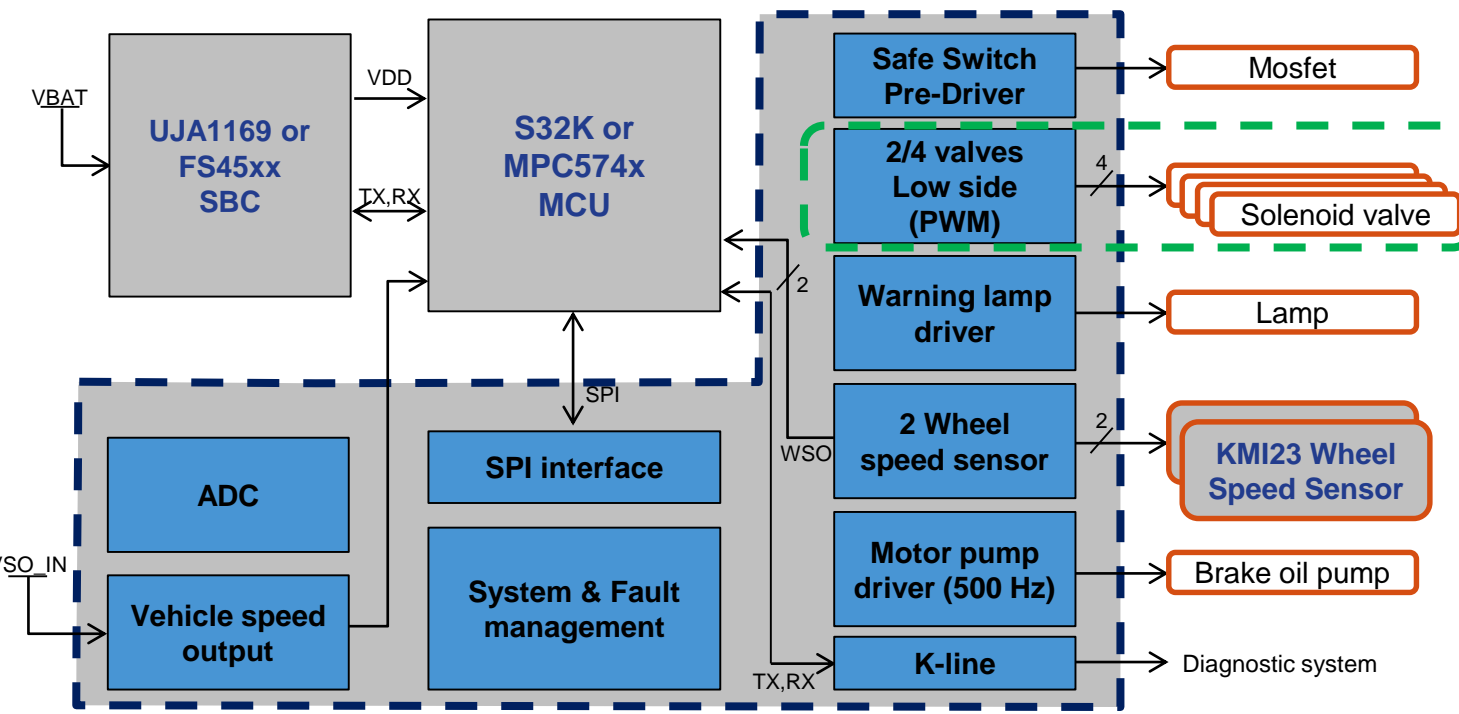 VBAT
UJA1169 or
FS45xx
SBC
VDD
TX,RX
S32K or
MPC574x
MCU
2
SPI
WSO
Safe Switch
Pre-Driver
Mosfet
2/4 valves
Low side
(PWM)
4
Solenoid valve
Warning lamp
driver
Lamp
2 Wheel
speed sensor
2
KMI23 Wheel
Speed Sensor
ADC
SPI interface
VSO_IN
Vehicle speed
output
System & Fault
management
Motor pump
driver (500 Hz)
Brake oil pump
TX,RX
K-line
Diagnostic system